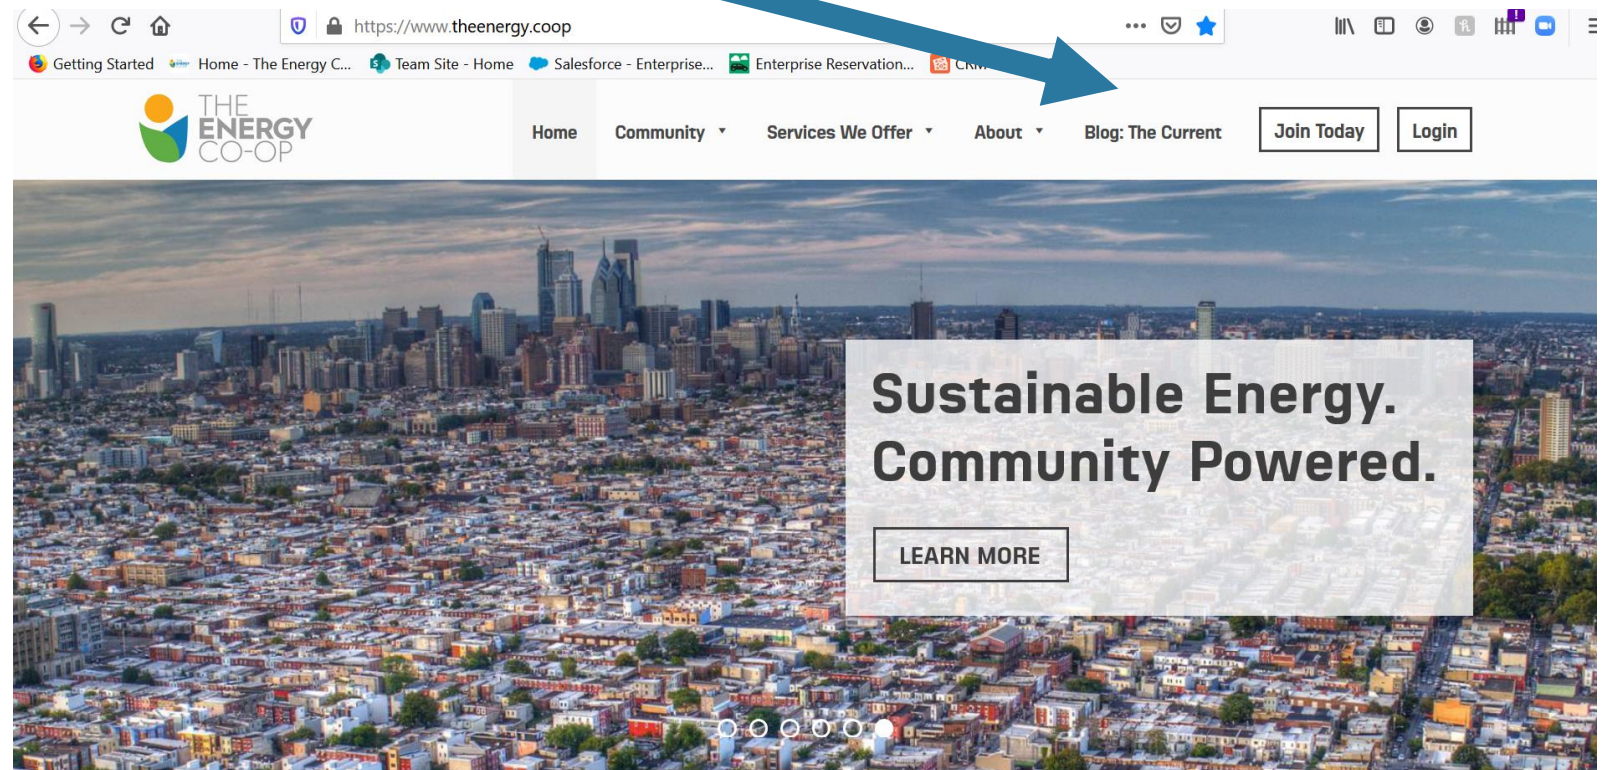 https://www.theenergy.coop
Getting Started Home - The Energy C... Team Site - Home Salesforce - Enterprise... Enterprise Reservation... CRM
THE
ENERGY
CO-OP
Home Community Services We Offer About Blog: The Current Join Today Login
Sustainable Energy.
Community Powered.
LEARN MORE